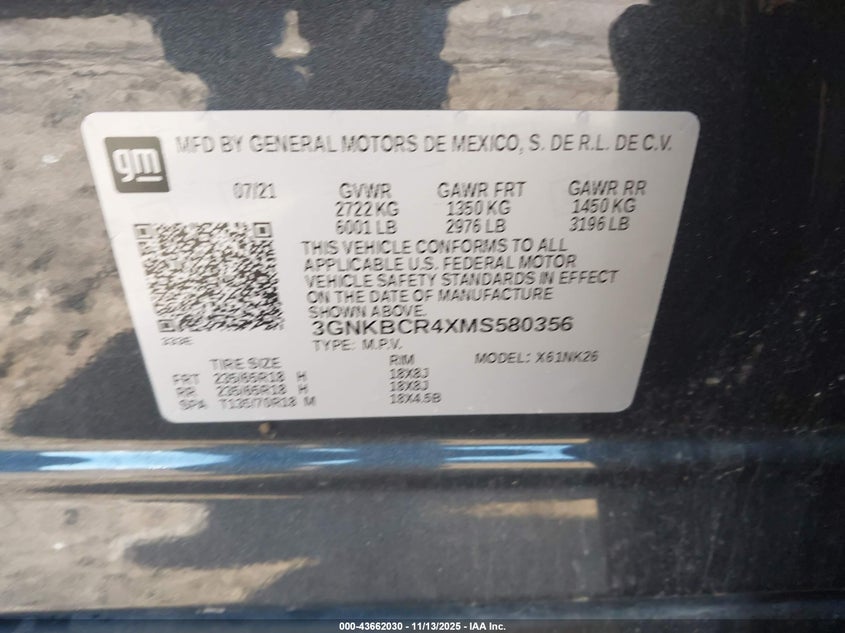 gm
MFD BY GENERAL MOTORS DE MEXICO, S. DE R.L. DE C.V.
07/21 GVWR GAWR FRT GAWR RR
2722 KG 1350 KG 1450 KG
6001 LB 2976 LB 3196 LB
THIS VEHICLE CONFORMS TO ALL
APPLICABLE U.S. FEDERAL MOTOR
VEHICLE SAFETY STANDARDS IN EFFECT
ON THE DATE OF MANUFACTURE
SHOWN ABOVE.
333E
3GNKBCR4XMS580356
TYPE: M.P.V. MODEL: X61NK26
TIRE SIZE RIM
FRT 235/65R18 H 18X8J
RR 235/65R18 H 18X8J
SPA T135/70R18 M 18X4.5B
000-43662030 - 11/13/2025 - IAA Inc.